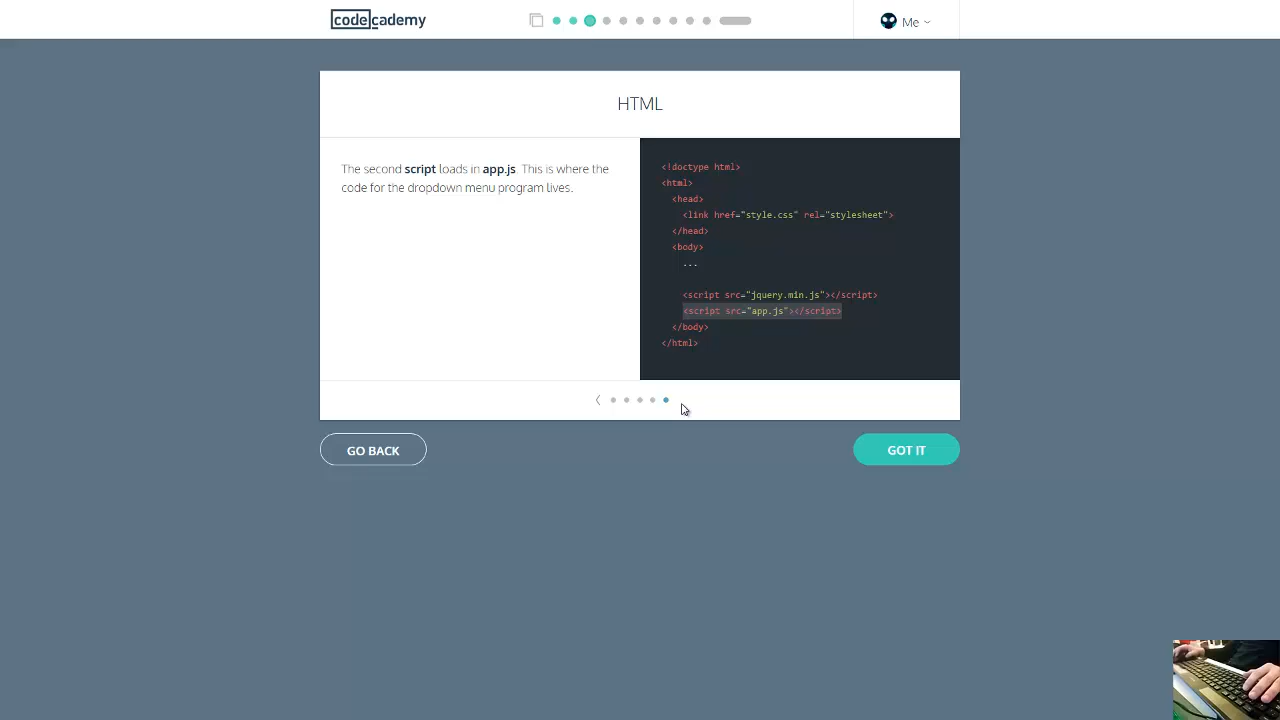 codecademy
Me
HTML
The second script loads in app.js. This is where the
code for the dropdown menu program lives.
<!doctype html>
<html>
<head>
<link href="style.css" rel="stylesheet">
</head>
<body>
...
<script src="jquery.min.js"></script>
<script src="app.js"></script>
</body>
</html>
GO BACK
GOT IT